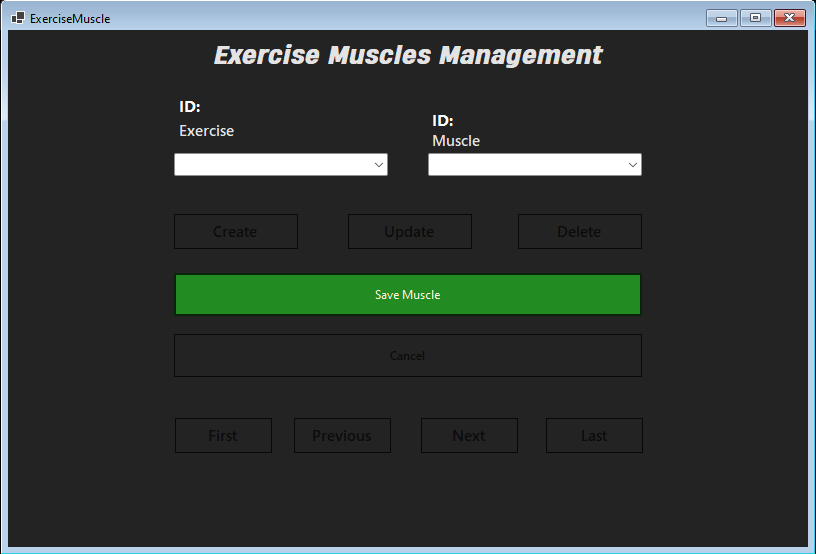 ExerciseMuscle
Exercise Muscles Management
ID:
Exercise
ID:
Muscle
Create
Update
Delete
Save Muscle
Cancel
First
Previous
Next
Last